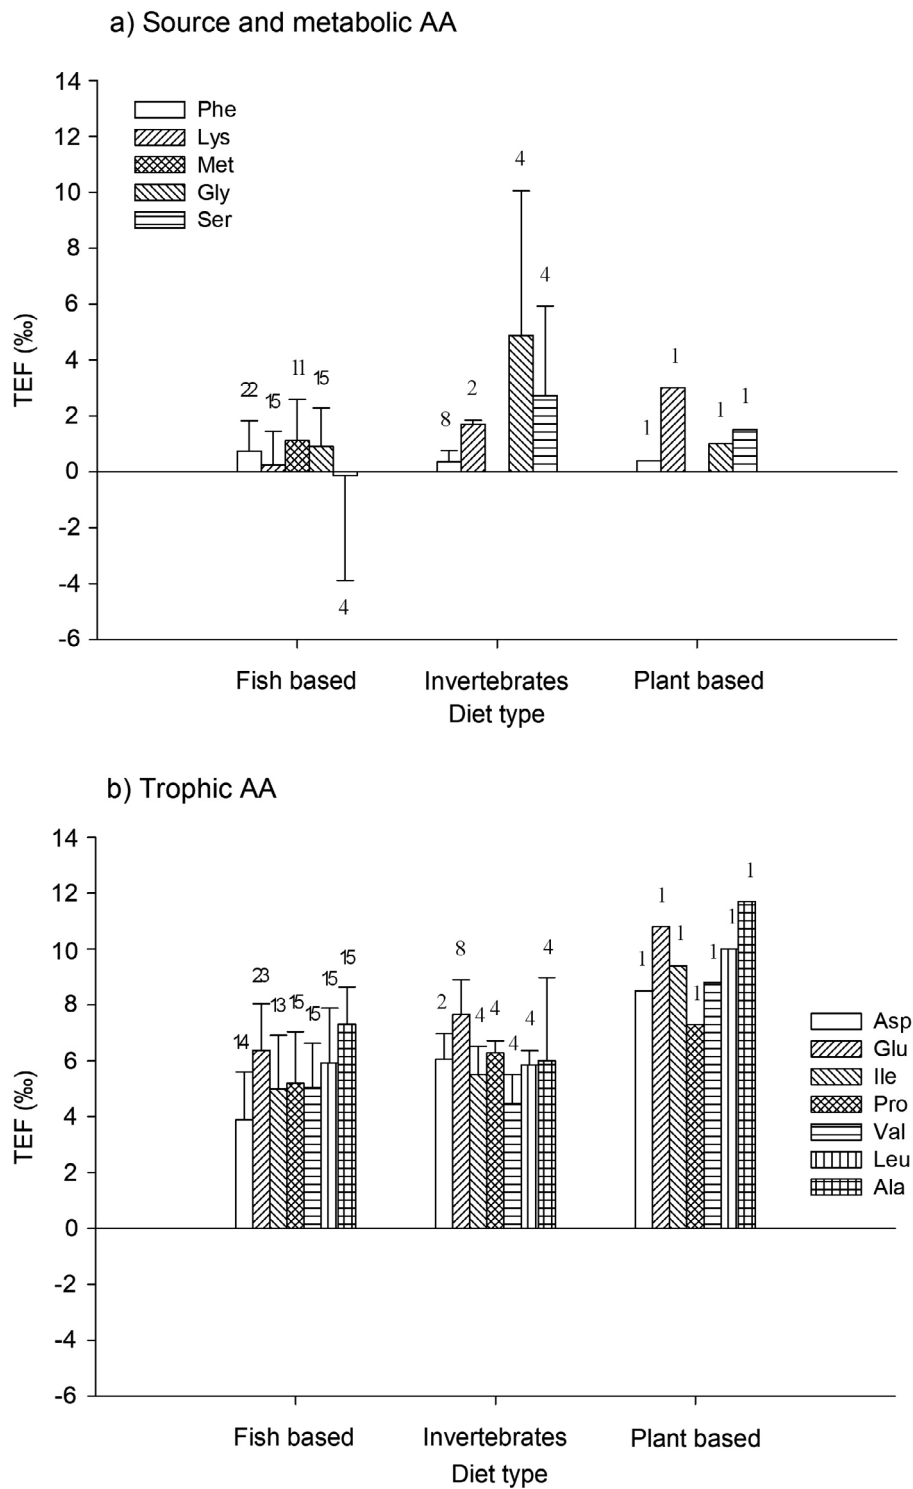 a) Source and metabolic AA
14
12
10
8
6
4
2
0
-2
-4
-6
TEF (‰)
Phe
Lys
Met
Gly
Ser
22
15
11
15
4
8
2
4
4
1
1
1
1
Fish based
Invertebrates
Plant based
Diet type
b) Trophic AA
14
12
10
8
6
4
2
0
-2
-4
-6
TEF (‰)
14
23
13
15
15
15
15
2
8
4
4
4
4
4
1
1
1
1
1
1
1
Asp
Glu
Ile
Pro
Val
Leu
Ala
Fish based
Invertebrates
Plant based
Diet type